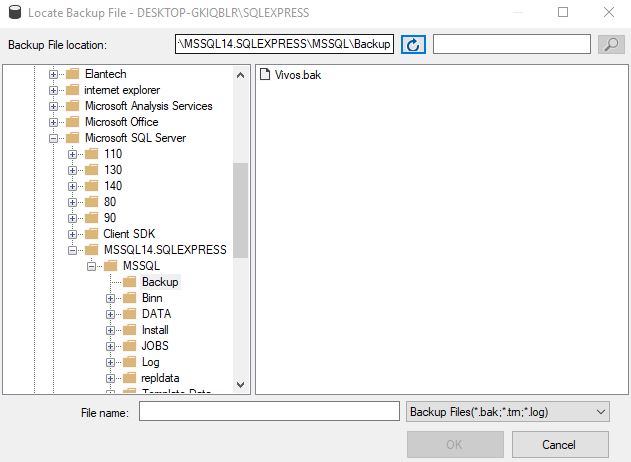 Locate Backup File - DESKTOP-GKIQBLR\SQLEXPRESS
Backup File location:
\MSSQL14.SQLEXPRESS\MSSQL\Backup
Elantech
internet explorer
Microsoft Analysis Services
Microsoft Office
Microsoft SQL Server
110
130
140
80
90
Client SDK
MSSQL14.SQLEXPRESS
MSSQL
Backup
Binn
DATA
Install
JOBS
Log
repldata
Template Data
Vivos.bak
File name:
Backup Files(*.bak;*.trn;*.log)
OK
Cancel